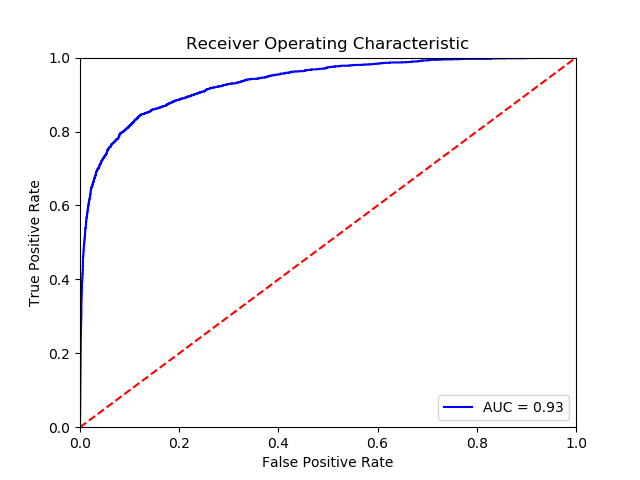 Receiver Operating Characteristic
1.0
0.8
0.6
0.4
0.2
0.0
True Positive Rate
AUC = 0.93
0.0 0.2 0.4 0.6 0.8 1.0
False Positive Rate